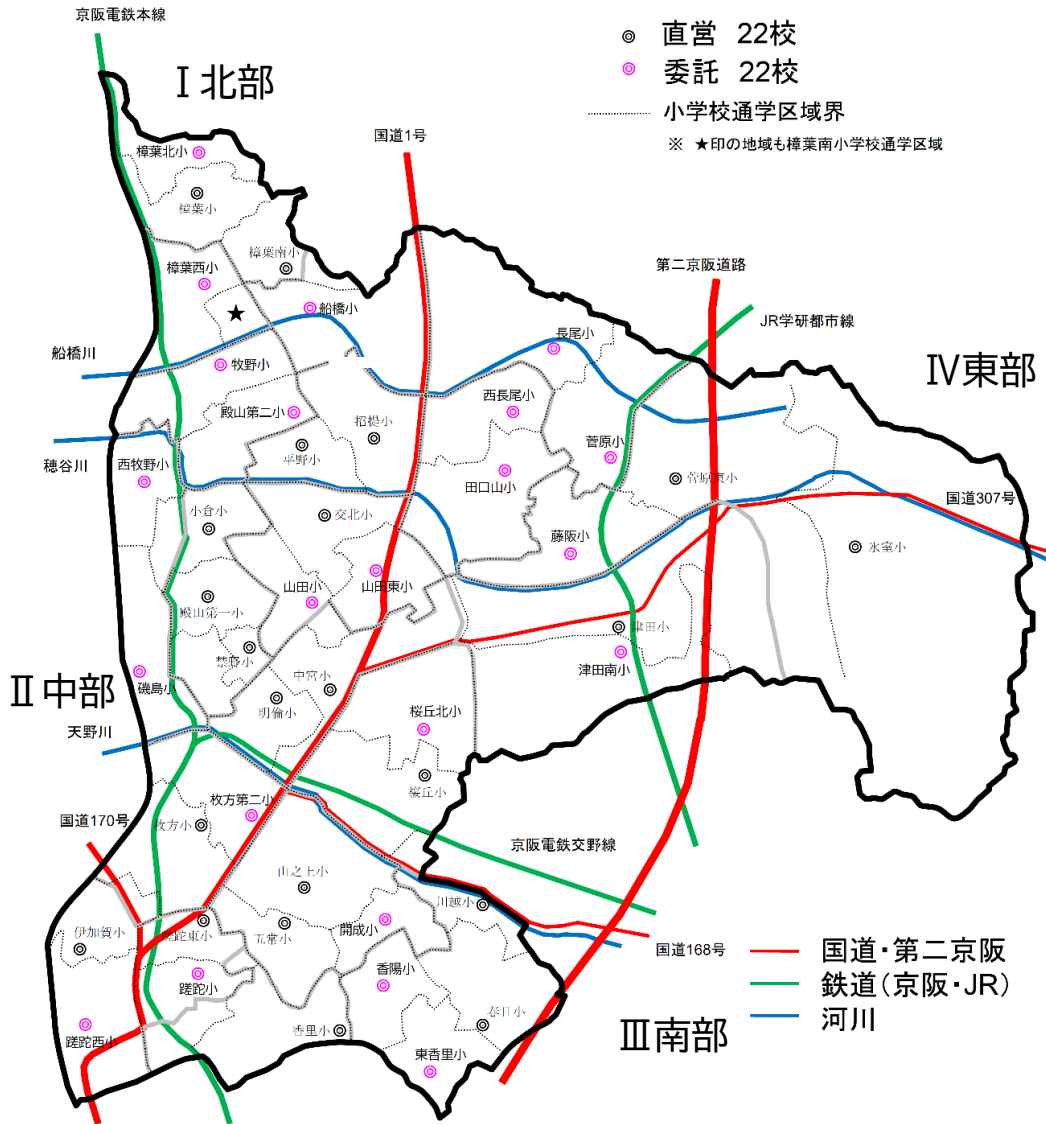 京阪電鉄本線
Ⅰ北部
直営 22校
委託 22校
小学校通学区域界
※ ★印の地域も樟葉南小学校通学区域
国道1号
樟葉北小
樟葉小
樟葉南小
樟葉西小
第二京阪道路
JR学研都市線
★
船橋小
船橋川
牧野小
長尾小
Ⅳ東部
殿山第二小
西長尾小
招提小
平野小
穂谷川
西牧野小
菅原小
田口山小
菅原東小
国道307号
小倉小
交北小
藤阪小
氷室小
山田小
山田東小
殿山第一小
津田小
禁野小
津田南小
磯島小
中宮小
Ⅱ中部
明倫小
桜丘北小
天野川
桜丘小
枚方第二小
国道170号
枚方小
京阪電鉄交野線
山之上小
川越小
伊加賀小
蹉跎東小
五常小
開成小
国道168号
国道・第二京阪
蹉跎小
香陽小
鉄道(京阪・JR)
蹉跎西小
香里小
春日小
河川
Ⅲ南部
東香里小